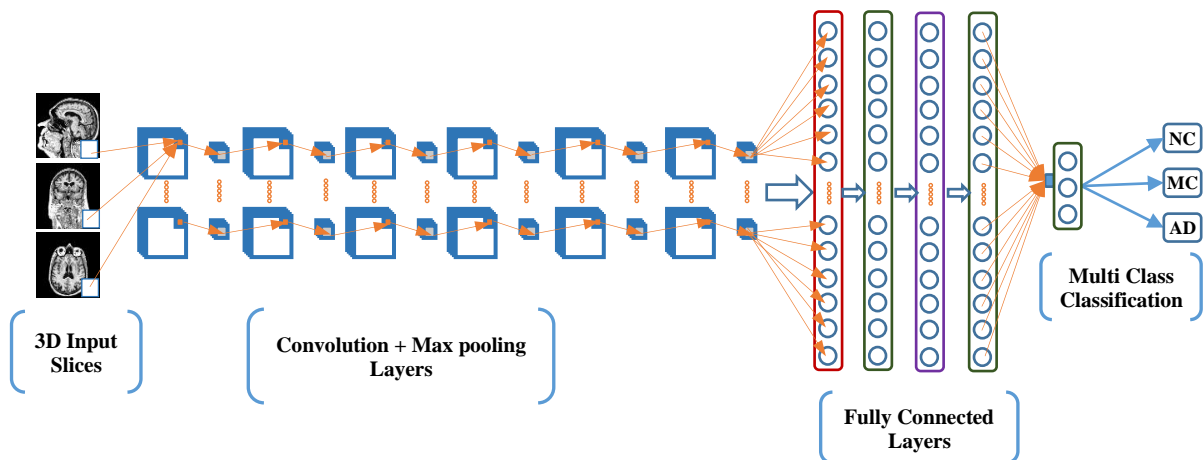 NC
MC
AD
3D Input
Slices
Convolution + Max pooling
Layers
Fully Connected
Layers
Multi Class
Classification